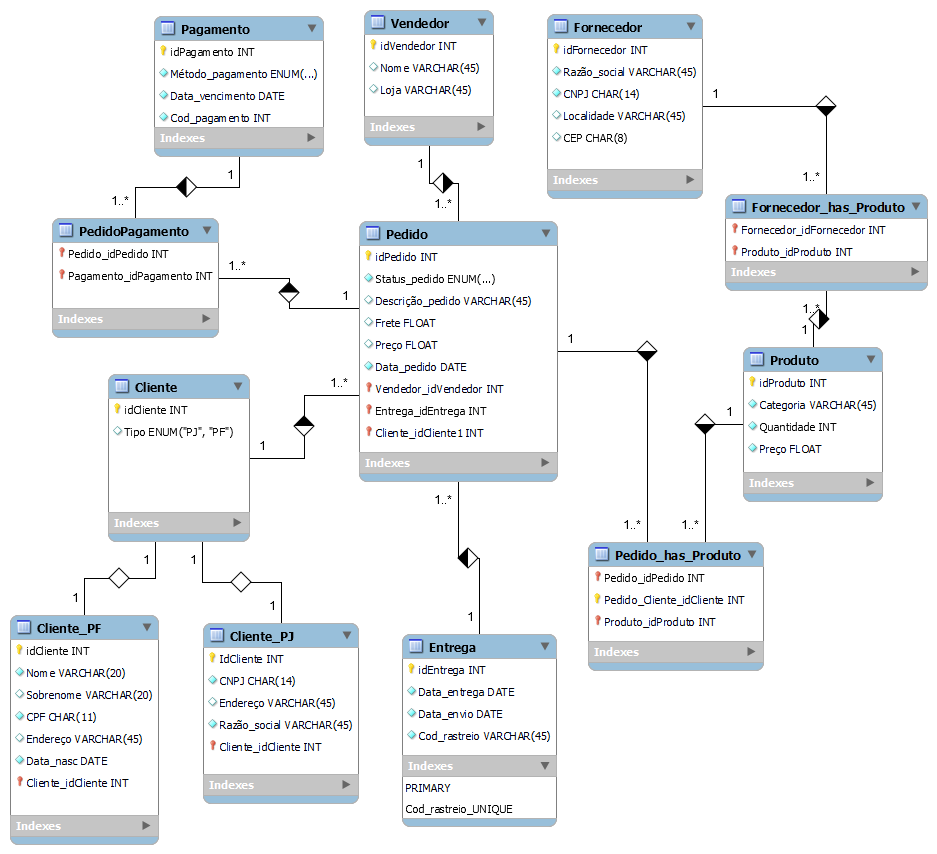 Pagamento
idPagamento INT
Método_pagamento ENUM(...)
Data_vencimento DATE
Cod_pagamento INT
Indexes
Vendedor
idVendedor INT
Nome VARCHAR(45)
Loja VARCHAR(45)
Indexes
Fornecedor
idFornecedor INT
Razão_social VARCHAR(45)
CNPJ CHAR(14)
Localidade VARCHAR(45)
CEP CHAR(8)
Indexes
1
1..*
1
1..*
1
1..*
PedidoPagamento
Pedido_idPedido INT
Pagamento_idPagamento INT
Indexes
1..*
1
Pedido
idPedido INT
Status_pedido ENUM(...)
Descrição_pedido VARCHAR(45)
Frete FLOAT
Preço FLOAT
Data_pedido DATE
Vendedor_idVendedor INT
Entrega_idEntrega INT
Cliente_idCliente1 INT
Indexes
Fornecedor_has_Produto
Fornecedor_idFornecedor INT
Produto_idProduto INT
Indexes
1..*
1
Produto
idProduto INT
Categoria VARCHAR(45)
Quantidade INT
Preço FLOAT
Indexes
Cliente
idCliente INT
Tipo ENUM("PJ", "PF")
Indexes
1..*
1
1
1..*
1
1..*
1..*
1
1
1
1
1
Pedido_has_Produto
Pedido_idPedido INT
Pedido_Cliente_idCliente INT
Produto_idProduto INT
Indexes
Cliente_PF
idCliente INT
Nome VARCHAR(20)
Sobrenome VARCHAR(20)
CPF CHAR(11)
Endereço VARCHAR(45)
Data_nasc DATE
Cliente_idCliente INT
Indexes
Cliente_PJ
IdCliente INT
CNPJ CHAR(14)
Endereço VARCHAR(45)
Razão_social VARCHAR(45)
Cliente_idCliente INT
Indexes
Entrega
idEntrega INT
Data_entrega DATE
Data_envio DATE
Cod_rastreio VARCHAR(45)
Indexes
PRIMARY
Cod_rastreio_UNIQUE